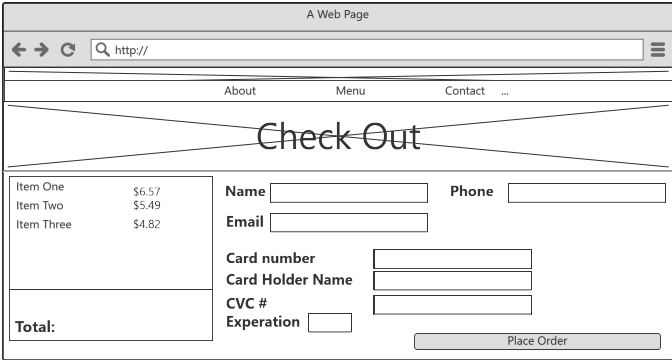 A Web Page
http://
About Menu Contact ...
Check Out
Item One $6.57
Item Two $5.49
Item Three $4.82
Total:
Name Phone
Email
Card number
Card Holder Name
CVC #
Experation
Place Order